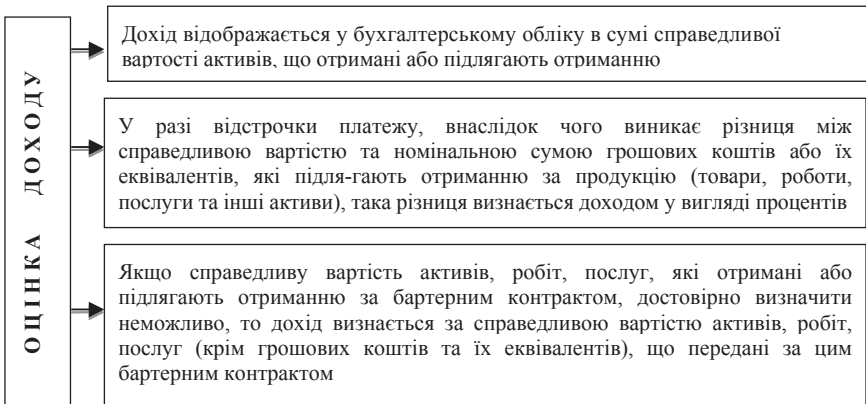 ОЦІНКА ДОХОДУ
Дохід відображається у бухгалтерському обліку в сумі справедливої
вартості активів, що отримані або підлягають отриманню
У разі відстрочки платежу, внаслідок чого виникає різниця між
справедливою вартістю та номінальною сумою грошових коштів або їх
еквівалентів, які підля-гають отриманню за продукцію (товари, роботи,
послуги та інші активи), така різниця визнається доходом у вигляді процентів
Якщо справедливу вартість активів, робіт, послуг, які отримані або
підлягають отриманню за бартерним контрактом, достовірно визначити
неможливо, то дохід визнається за справедливою вартістю активів, робіт,
послуг (крім грошових коштів та їх еквівалентів), що передані за цим
бартерним контрактом